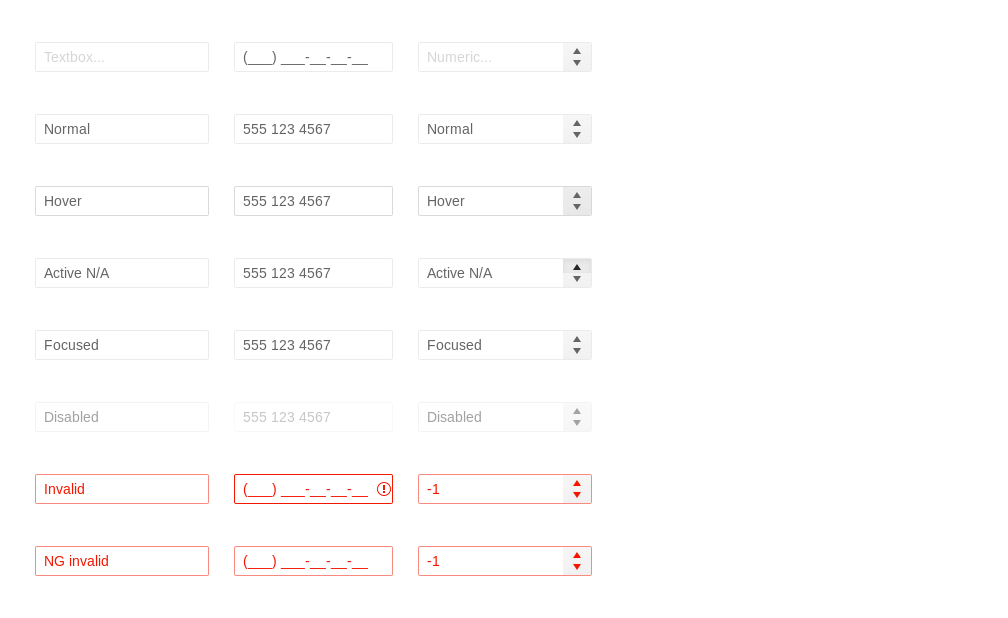 Textbox... (___) ___-__-__-__ Numeric...
Normal 555 123 4567 Normal
Hover 555 123 4567 Hover
Active N/A 555 123 4567 Active N/A
Focused 555 123 4567 Focused
Disabled 555 123 4567 Disabled
Invalid (___) ___-__-__-__ -1
NG invalid (___) ___-__-__-__ -1